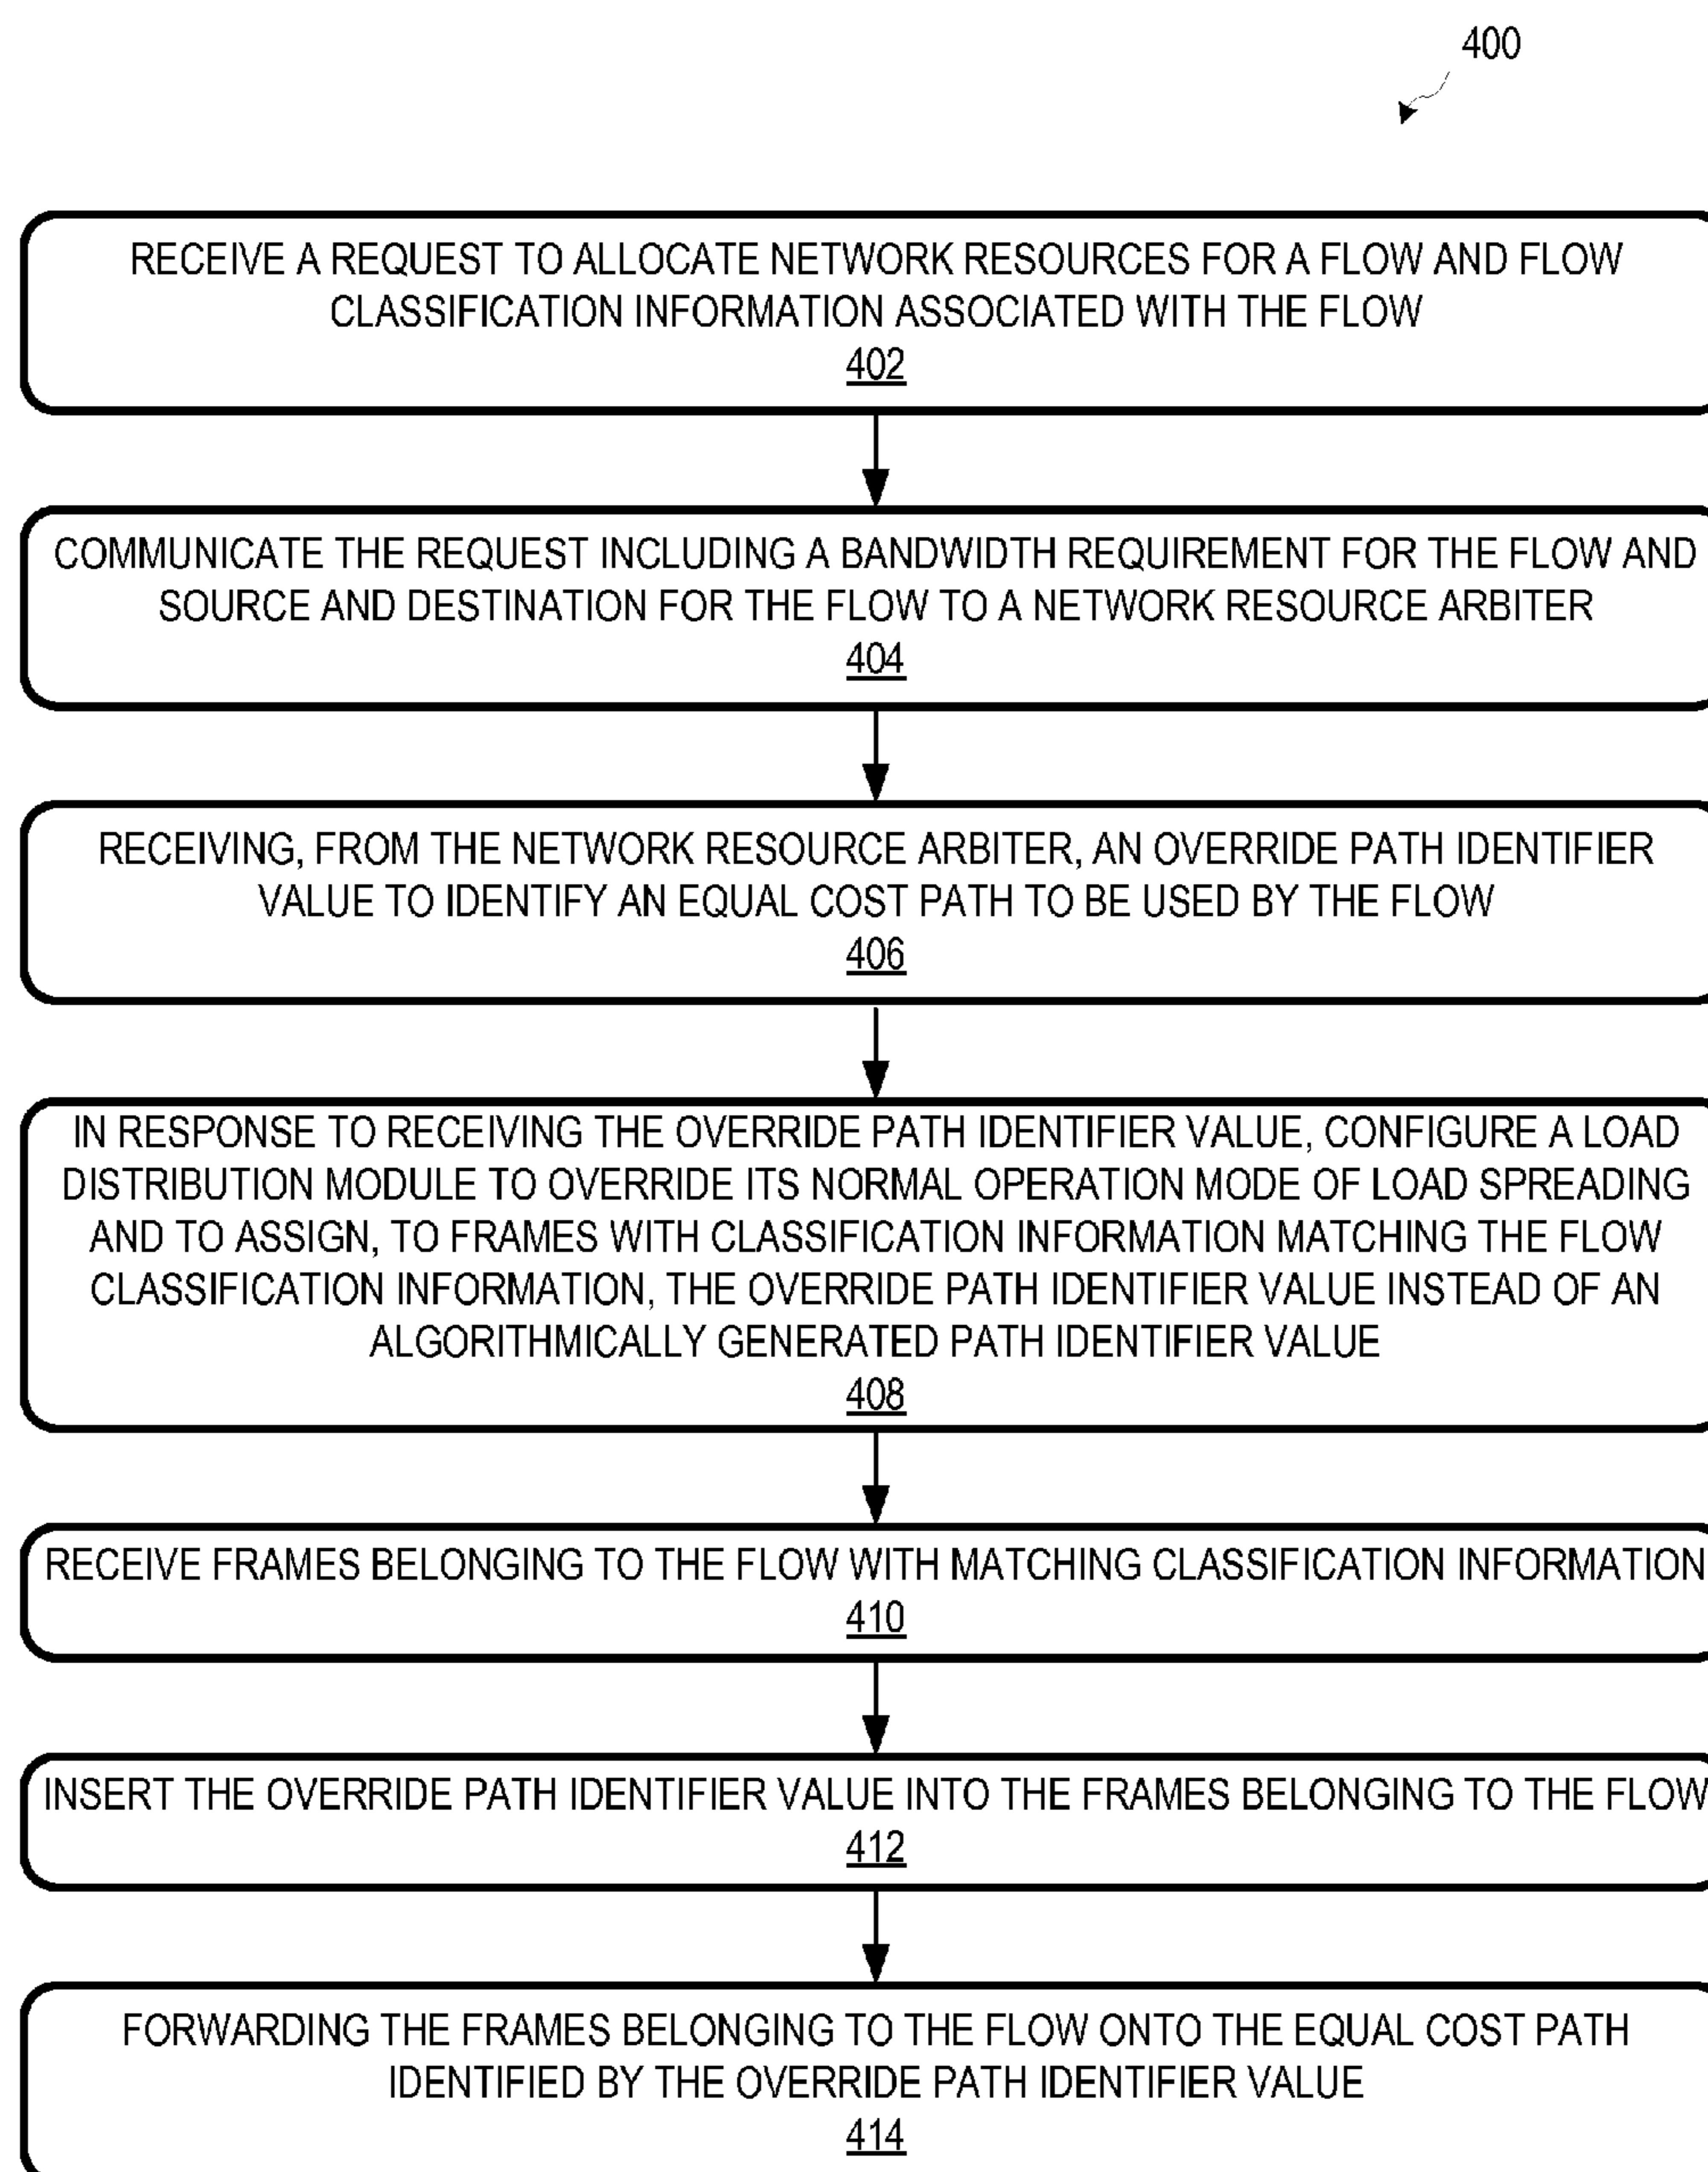 400
RECEIVE A REQUEST TO ALLOCATE NETWORK RESOURCES FOR A FLOW AND FLOW
CLASSIFICATION INFORMATION ASSOCIATED WITH THE FLOW
402
COMMUNICATE THE REQUEST INCLUDING A BANDWIDTH REQUIREMENT FOR THE FLOW AND
SOURCE AND DESTINATION FOR THE FLOW TO A NETWORK RESOURCE ARBITER
404
RECEIVING, FROM THE NETWORK RESOURCE ARBITER, AN OVERRIDE PATH IDENTIFIER
VALUE TO IDENTIFY AN EQUAL COST PATH TO BE USED BY THE FLOW
406
IN RESPONSE TO RECEIVING THE OVERRIDE PATH IDENTIFIER VALUE, CONFIGURE A LOAD
DISTRIBUTION MODULE TO OVERRIDE ITS NORMAL OPERATION MODE OF LOAD SPREADING
AND TO ASSIGN, TO FRAMES WITH CLASSIFICATION INFORMATION MATCHING THE FLOW
CLASSIFICATION INFORMATION, THE OVERRIDE PATH IDENTIFIER VALUE INSTEAD OF AN
ALGORITHMICALLY GENERATED PATH IDENTIFIER VALUE
408
RECEIVE FRAMES BELONGING TO THE FLOW WITH MATCHING CLASSIFICATION INFORMATION
410
INSERT THE OVERRIDE PATH IDENTIFIER VALUE INTO THE FRAMES BELONGING TO THE FLOW
412
FORWARDING THE FRAMES BELONGING TO THE FLOW ONTO THE EQUAL COST PATH
IDENTIFIED BY THE OVERRIDE PATH IDENTIFIER VALUE
414